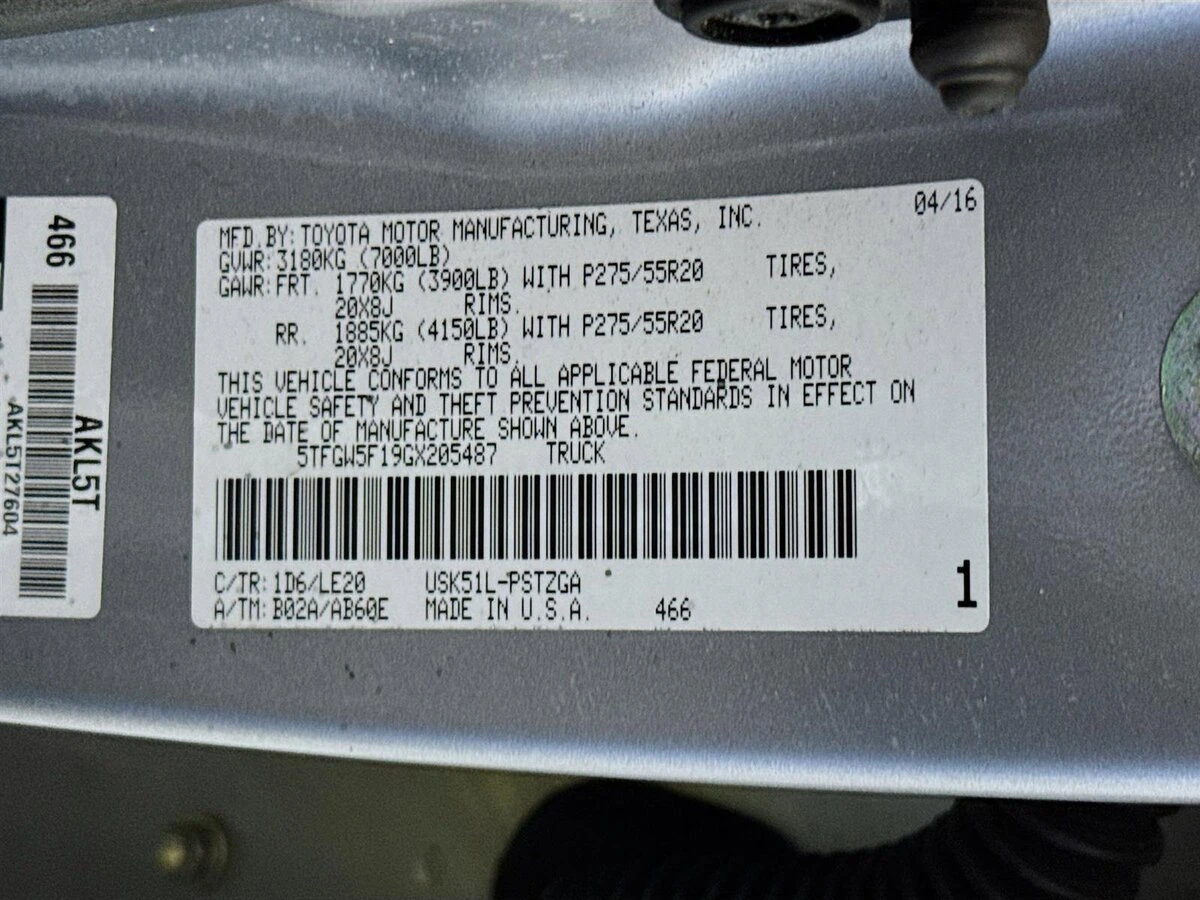 466
AKL5T
AKL5T27604
04/16
MFD.BY:TOYOTA MOTOR MANUFACTURING, TEXAS, INC.
GVWR:3180KG (7000LB)
GAWR:FRT. 1770KG (3900LB) WITH P275/55R20 TIRES,
20X8J RIMS.
RR. 1885KG (4150LB) WITH P275/55R20 TIRES,
20X8J RIMS.
THIS VEHICLE CONFORMS TO ALL APPLICABLE FEDERAL MOTOR
VEHICLE SAFETY AND THEFT PREVENTION STANDARDS IN EFFECT ON
THE DATE OF MANUFACTURE SHOWN ABOVE.
5TFGW5F19GX205487 TRUCK
C/TR:1D6/LE20 USK51L-PSTZGA
A/TM:B02A/AB60E MADE IN U.S.A. 466
1